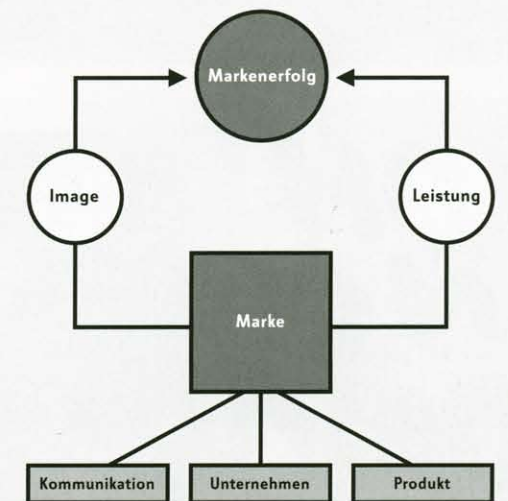 Markenerfolg
Image
Leistung
Marke
Kommunikation
Unternehmen
Produkt